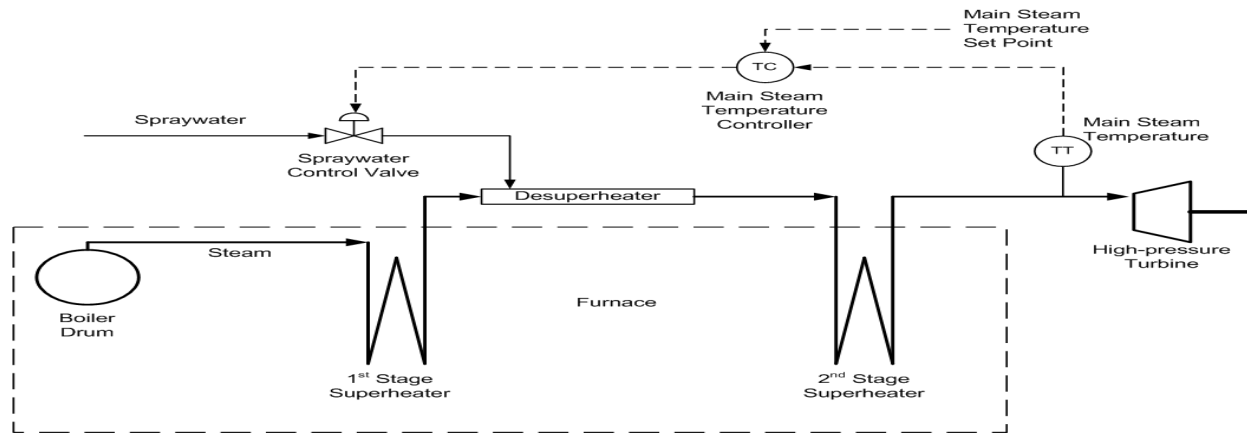 Main Steam
Temperature
Set Point
TC
Main Steam
Temperature
Controller
Main Steam
Temperature
TT
Spraywater
Spraywater
Control Valve
Desuperheater
Steam
Boiler
Drum
Furnace
1st Stage
Superheater
2nd Stage
Superheater
High-pressure
Turbine